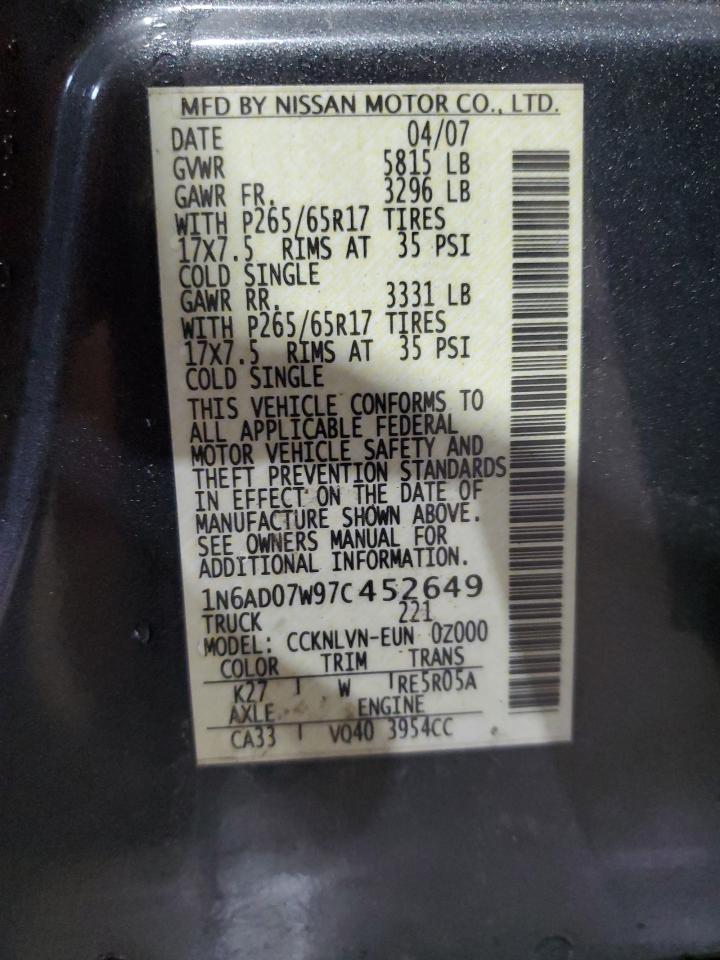 MFD BY NISSAN MOTOR CO., LTD.
DATE 04/07
GVWR 5815 LB
GAWR FR. 3296 LB
WITH P265/65R17 TIRES
17X7.5 RIMS AT 35 PSI
COLD SINGLE
GAWR RR. 3331 LB
WITH P265/65R17 TIRES
17X7.5 RIMS AT 35 PSI
COLD SINGLE
THIS VEHICLE CONFORMS TO
ALL APPLICABLE FEDERAL
MOTOR VEHICLE SAFETY AND
THEFT PREVENTION STANDARDS
IN EFFECT ON THE DATE OF
MANUFACTURE SHOWN ABOVE.
SEE OWNERS MANUAL FOR
ADDITIONAL INFORMATION.
1N6AD07W97C452649
TRUCK 221
MODEL: CCKNLVN-EUN 0Z000
COLOR TRIM TRANS
K27 W RE5R05A
AXLE ENGINE
CA33 VQ40 3954CC